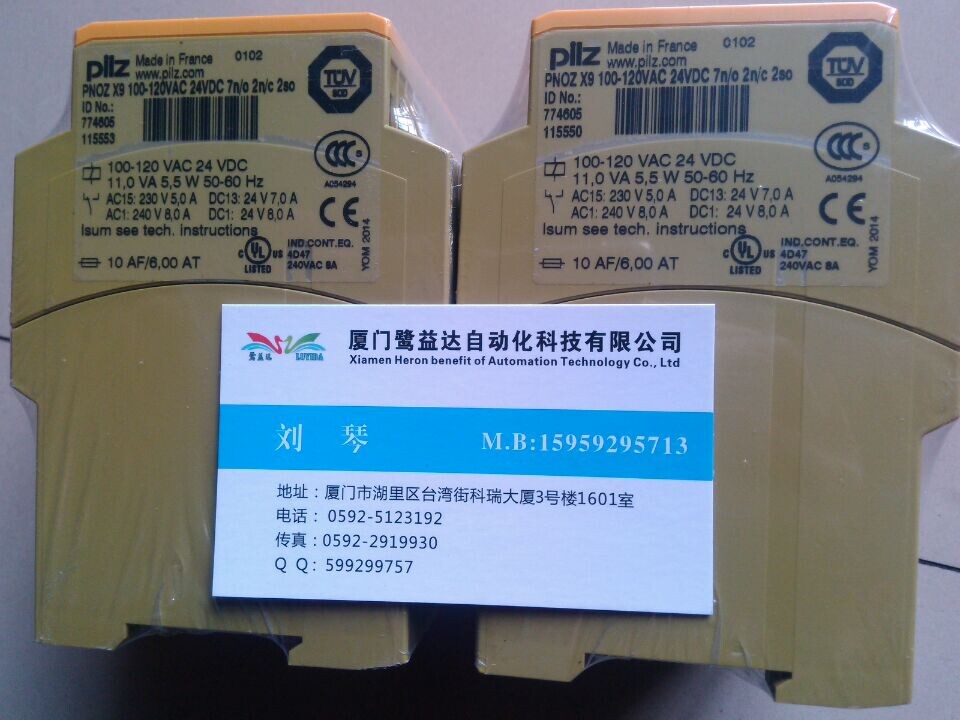 pilz Made in France 0102
www.pilz.com
PNOZ X9 100-120VAC 24VDC 7n/o 2n/c 2so
ID No.:
774605
115553
TÜV
CCC
A054294
100-120 VAC 24 VDC
11,0 VA 5,5 W 50-60 Hz
AC15: 230 V 5,0 A DC13: 24 V 7,0 A
AC1: 240 V 8,0 A DC1: 24 V 8,0 A
Isum see tech. instructions
CE
YOM 2014
10 AF/6,00 AT
C UL US
LISTED
IND.CONT.EQ.
4D47
240VAC 8A
pilz Made in France 0102
www.pilz.com
PNOZ X9 100-120VAC 24VDC 7n/o 2n/c 2so
ID No.:
774605
115550
TÜV
CCC
A054294
100-120 VAC 24 VDC
11,0 VA 5,5 W 50-60 Hz
AC15: 230 V 5,0 A DC13: 24 V 7,0 A
AC1: 240 V 8,0 A DC1: 24 V 8,0 A
Isum see tech. instructions
CE
YOM 2014
10 AF/6,00 AT
C UL US
LISTED
IND.CONT.EQ.
4D47
240VAC 8A
鹭益达 LUYIDA
厦门鹭益达自动化科技有限公司
Xiamen Heron benefit of Automation Technology Co., Ltd
刘 琴 M.B:15959295713
地址：厦门市湖里区台湾街科瑞大厦3号楼1601室
电话： 0592-5123192
传真：0592-2919930
Q Q： 599299757